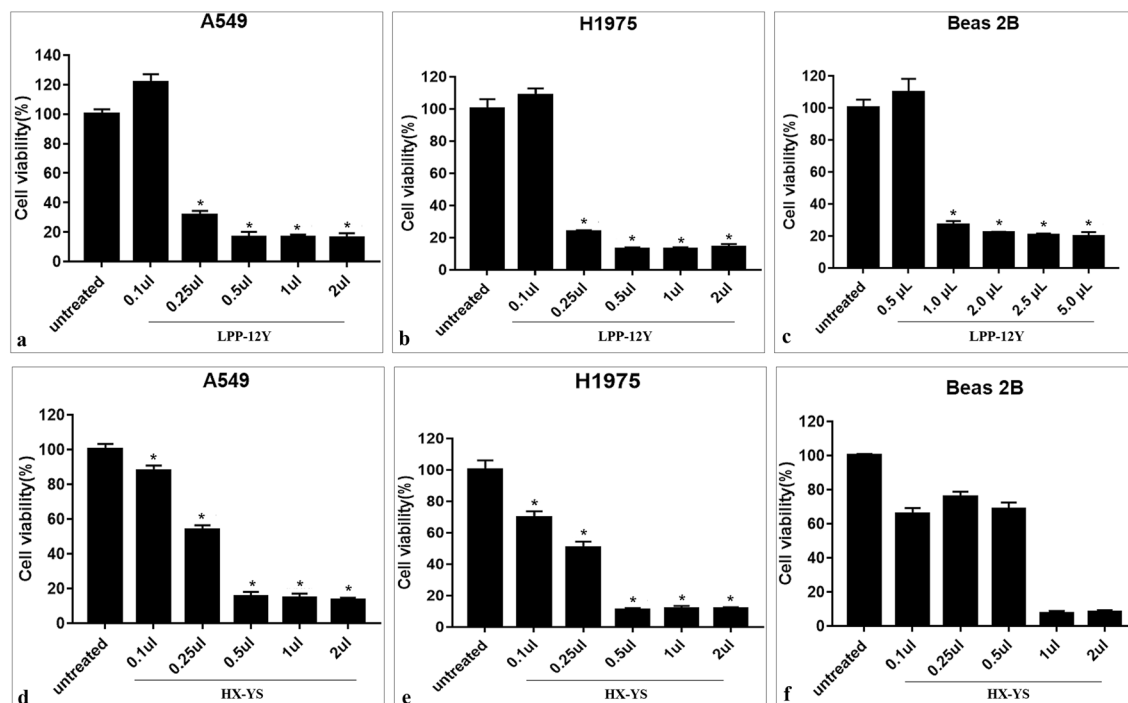 A549
Cell viability(%)
140
120
100
80
60
40
20
0
* * * *
untreated 0.1ul 0.25ul 0.5ul 1ul 2ul
LPP-12Y
a
H1975
Cell viability(%)
120
100
80
60
40
20
0
* * * *
untreated 0.1ul 0.25ul 0.5ul 1ul 2ul
LPP-12Y
b
Beas 2B
Cell viability(%)
120
100
80
60
40
20
0
* * * *
untreated 0.5 µL 1.0 µL 2.0 µL 2.5 µL 5.0 µL
LPP-12Y
c
A549
Cell viability(%)
120
100
80
60
40
20
0
* * * * *
untreated 0.1ul 0.25ul 0.5ul 1ul 2ul
HX-YS
d
H1975
Cell viability(%)
120
100
80
60
40
20
0
* * * * *
untreated 0.1ul 0.25ul 0.5ul 1ul 2ul
HX-YS
e
Beas 2B
Cell viability(%)
120
100
80
60
40
20
0
untreated 0.1ul 0.25ul 0.5ul 1ul 2ul
HX-YS
f